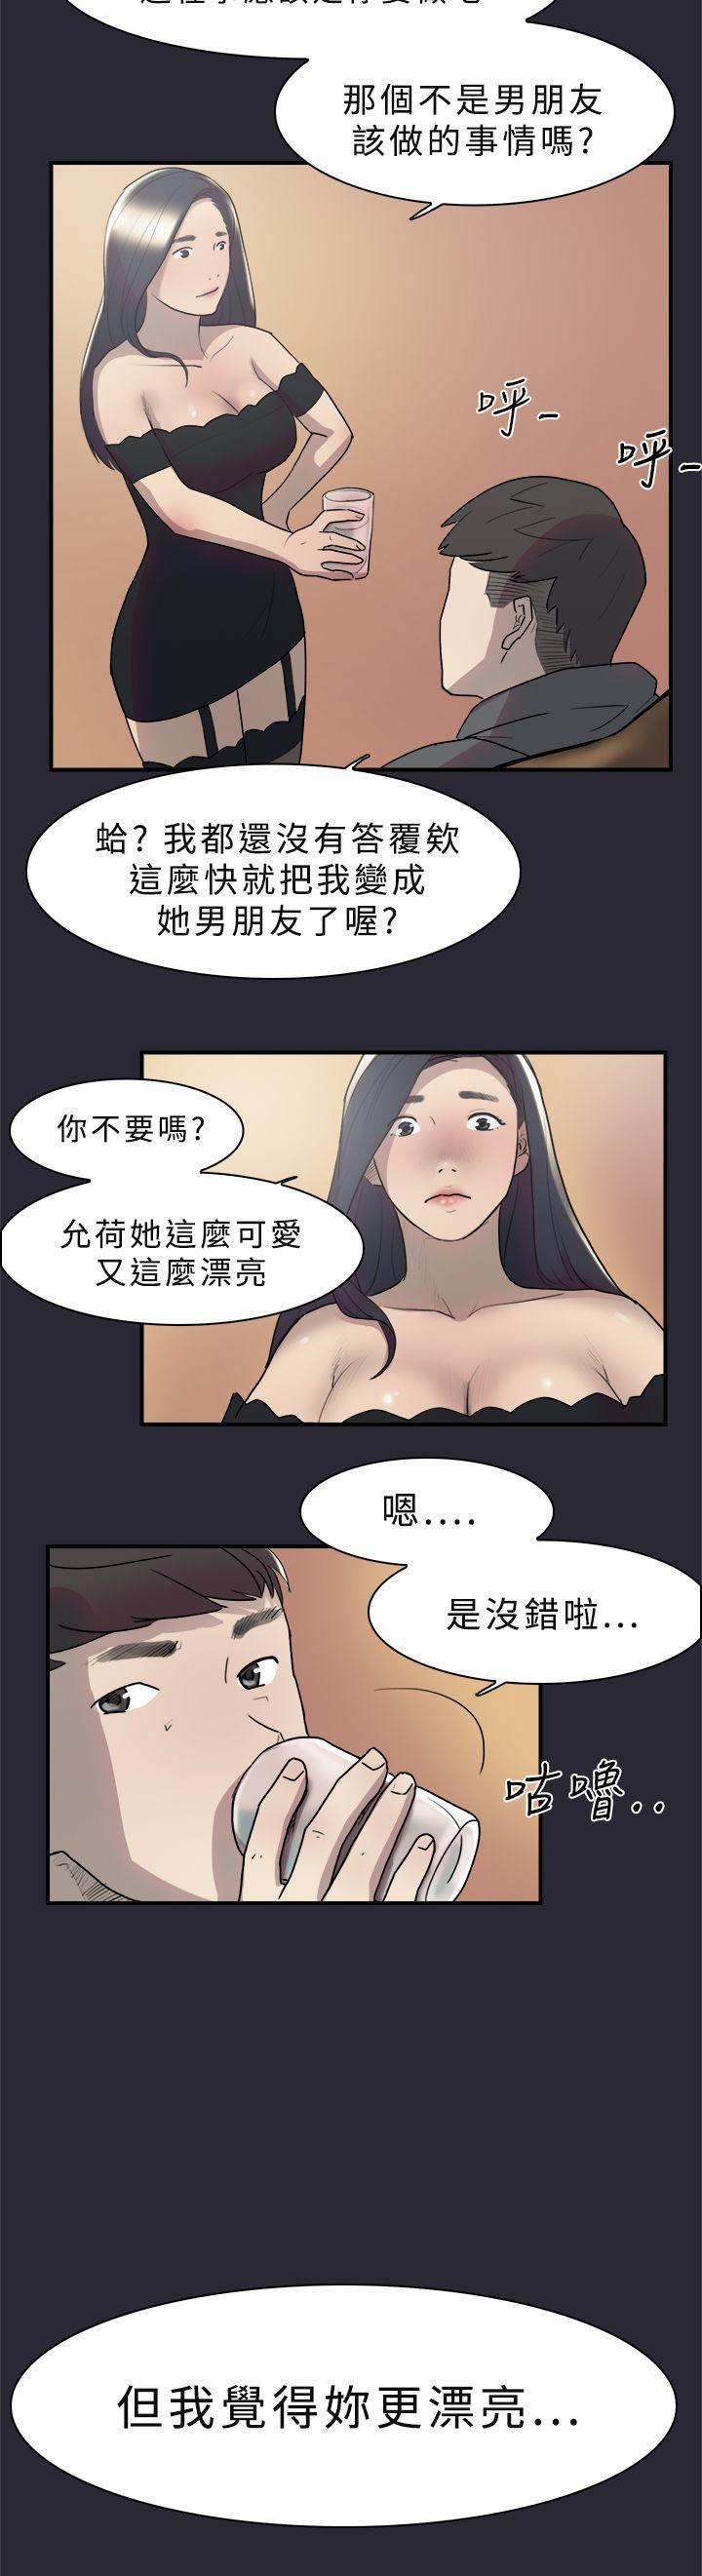 那個不是男朋友
該做的事情嗎?
呼-
呼-
蛤? 我都還沒有答覆欸
這麼快就把我變成
她男朋友了喔?
你不要嗎?
允荷她這麼可愛
又這麼漂亮
嗯....
是沒錯啦...
咕嚕..
但我覺得妳更漂亮...